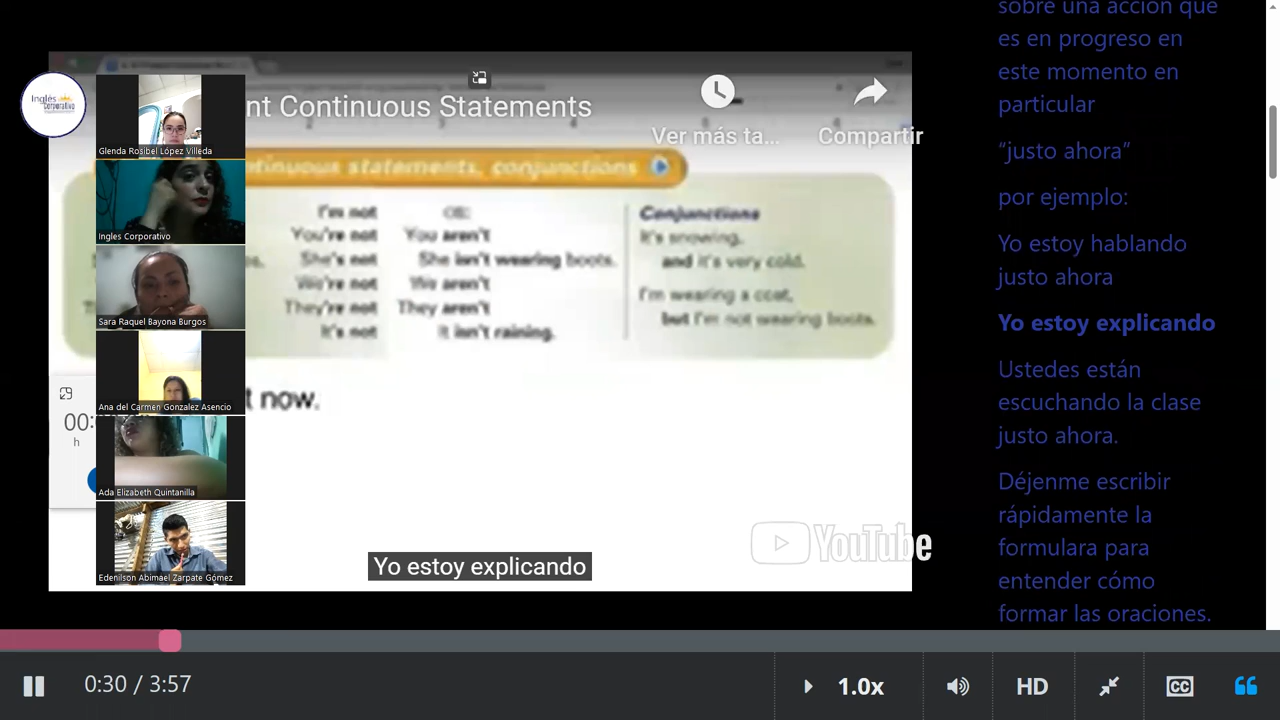 nt Continuous Statements
Ver más ta...
Compartir
Inglés
Corporativo
Glenda Rosibel López Villeda
Ingles Corporativo
Sara Raquel Bayona Burgos
Ana del Carmen Gonzalez Asencio
Ada Elizabeth Quintanilla
Edenilson Abimael Zarpate Gómez
ntinuous statements, conjunctions
I'm not
OR:
You're not
You aren't
She's not
She isn't wearing boots.
We're not
We aren't
They're not
They aren't
It's not
It isn't raining.
Conjunctions
It's snowing,
and it's very cold.
I'm wearing a coat,
but I'm not wearing boots.
t now.
00:
h
YouTube
Yo estoy explicando
sobre una acción que
es en progreso en
este momento en
particular
“justo ahora”
por ejemplo:
Yo estoy hablando
justo ahora
Yo estoy explicando
Ustedes están
escuchando la clase
justo ahora.
Déjenme escribir
rápidamente la
formulara para
entender cómo
formar las oraciones.
0:30 / 3:57
1.0x
HD
CC